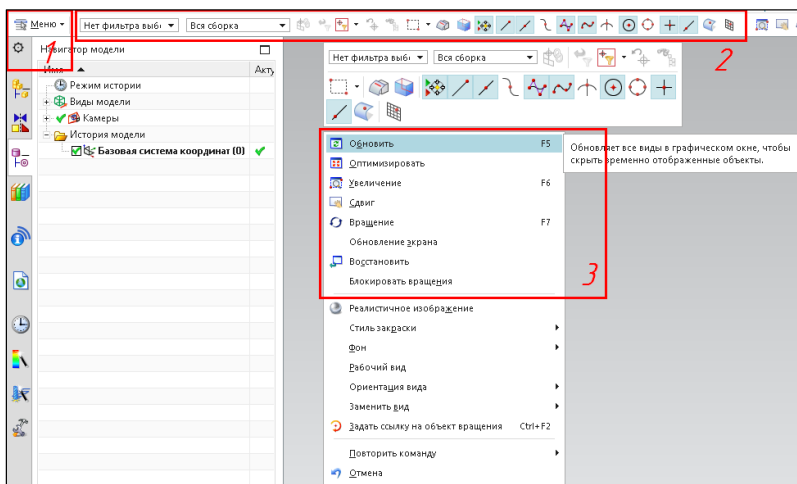 Меню
Нет фильтра выбо
Вся сборка
1
2
Навигатор модели
Имя
Акту
Режим истории
Виды модели
Камеры
История модели
Базовая система координат (0)
Нет фильтра выбо
Вся сборка
Обновить F5
Обновляет все виды в графическом окне, чтобы
скрыть временно отображенные объекты.
Оптимизировать
Увеличение F6
Сдвиг
Вращение F7
Обновление экрана
Восстановить
Блокировать вращения
3
Реалистичное изображение
Стиль закраски
Фон
Рабочий вид
Ориентация вида
Заменить вид
Задать ссылку на объект вращения Ctrl+F2
Повторить команду
Отмена